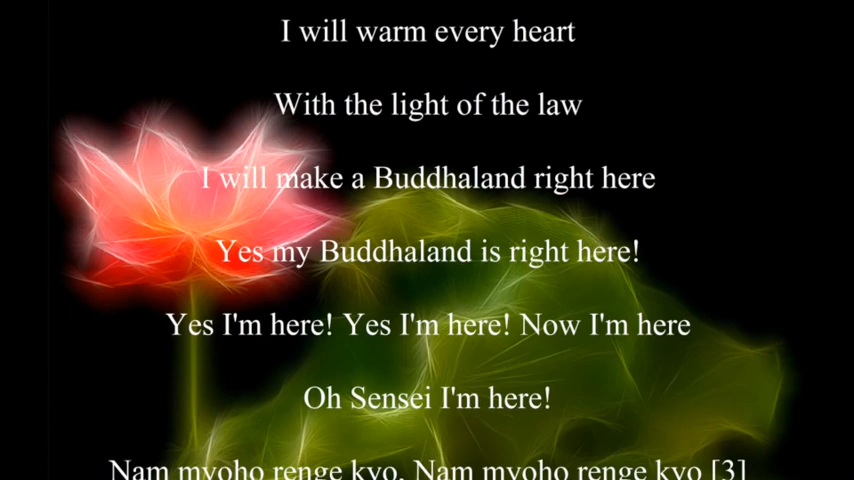 I will warm every heart
With the light of the law
I will make a Buddhaland right here
Yes my Buddhaland is right here!
Yes I'm here! Yes I'm here! Now I'm here
Oh Sensei I'm here!
Nam myoho renge kyo, Nam myoho renge kyo [3]